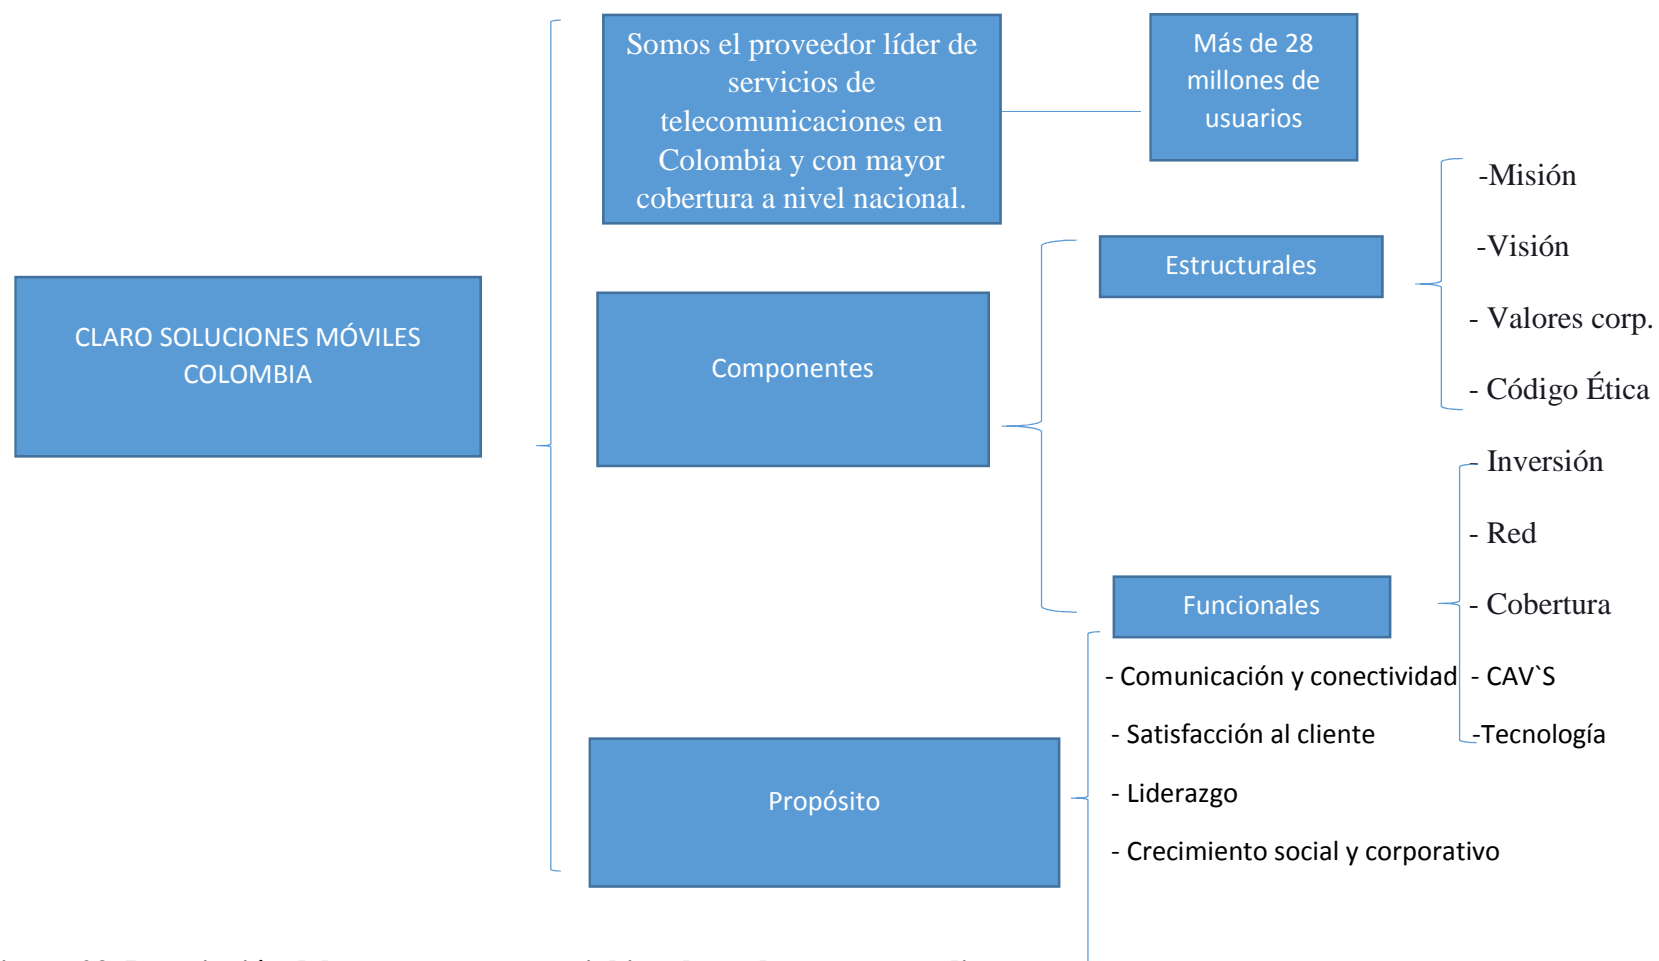 CLARO SOLUCIONES MÓVILES
COLOMBIA
Somos el proveedor líder de
servicios de
telecomunicaciones en
Colombia y con mayor
cobertura a nivel nacional.
Más de 28
millones de
usuarios
Componentes
Estructurales
-Misión
-Visión
- Valores corp.
- Código Ética
Funcionales
- Inversión
- Red
- Cobertura
- CAV`S
-Tecnología
Propósito
- Comunicación y conectividad
- Satisfacción al cliente
- Liderazgo
- Crecimiento social y corporativo